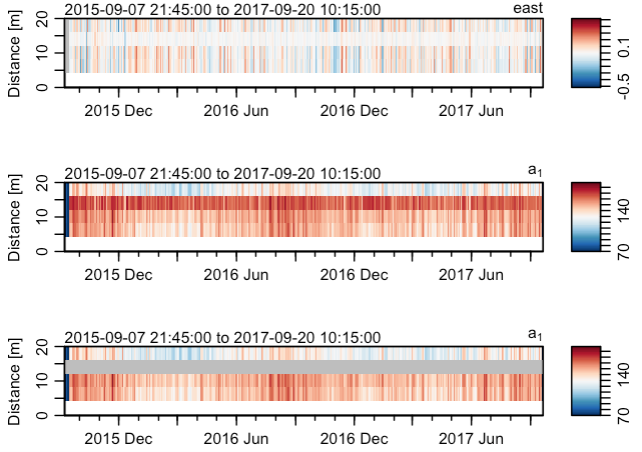 2015-09-07 21:45:00 to 2017-09-20 10:15:00 east
Distance [m]
20
10
0
2015 Dec 2016 Jun 2016 Dec 2017 Jun
0.1
-0.5
2015-09-07 21:45:00 to 2017-09-20 10:15:00 a1
Distance [m]
20
10
0
2015 Dec 2016 Jun 2016 Dec 2017 Jun
140
70
2015-09-07 21:45:00 to 2017-09-20 10:15:00 a1
Distance [m]
20
10
0
2015 Dec 2016 Jun 2016 Dec 2017 Jun
140
70